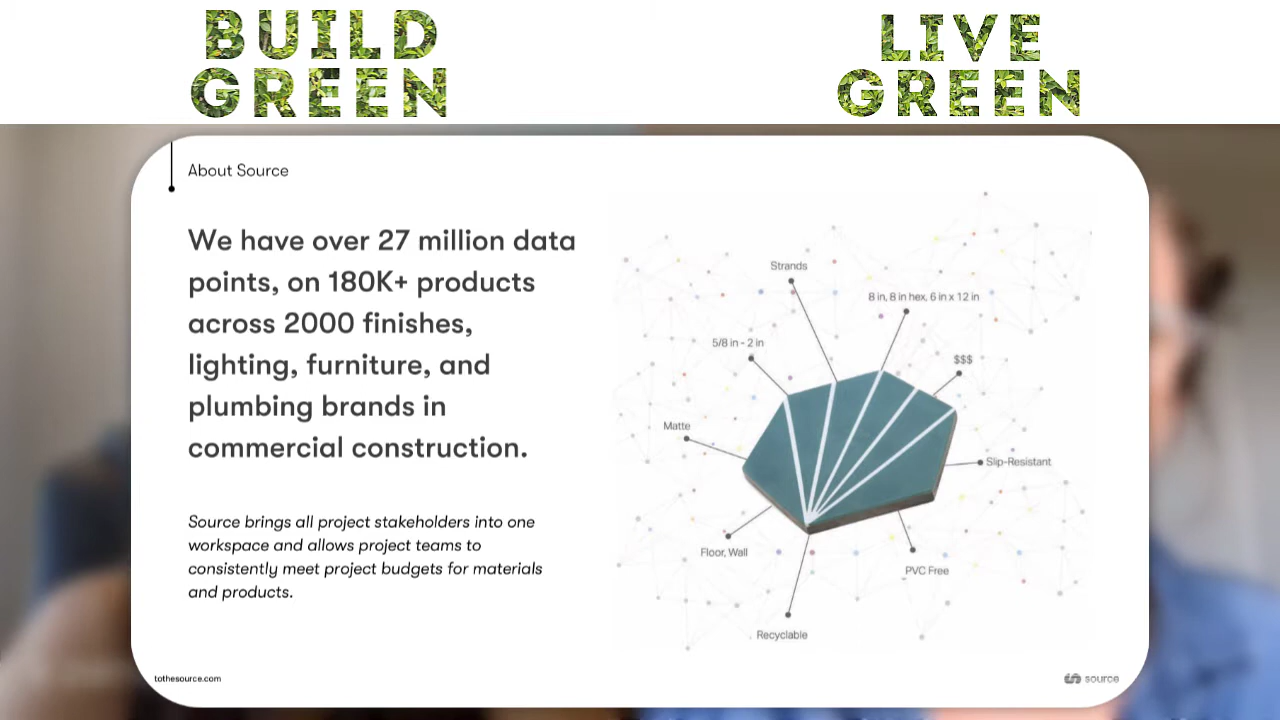 BUILD
GREEN
LIVE
GREEN
About Source
We have over 27 million data
points, on 180K+ products
across 2000 finishes,
lighting, furniture, and
plumbing brands in
commercial construction.
Source brings all project stakeholders into one
workspace and allows project teams to
consistently meet project budgets for materials
and products.
Strands
8 in, 8 in hex, 6 in x 12 in
5/8 in - 2 in
$$$
Matte
Slip-Resistant
Floor, Wall
PVC Free
Recyclable
tothesource.com
source